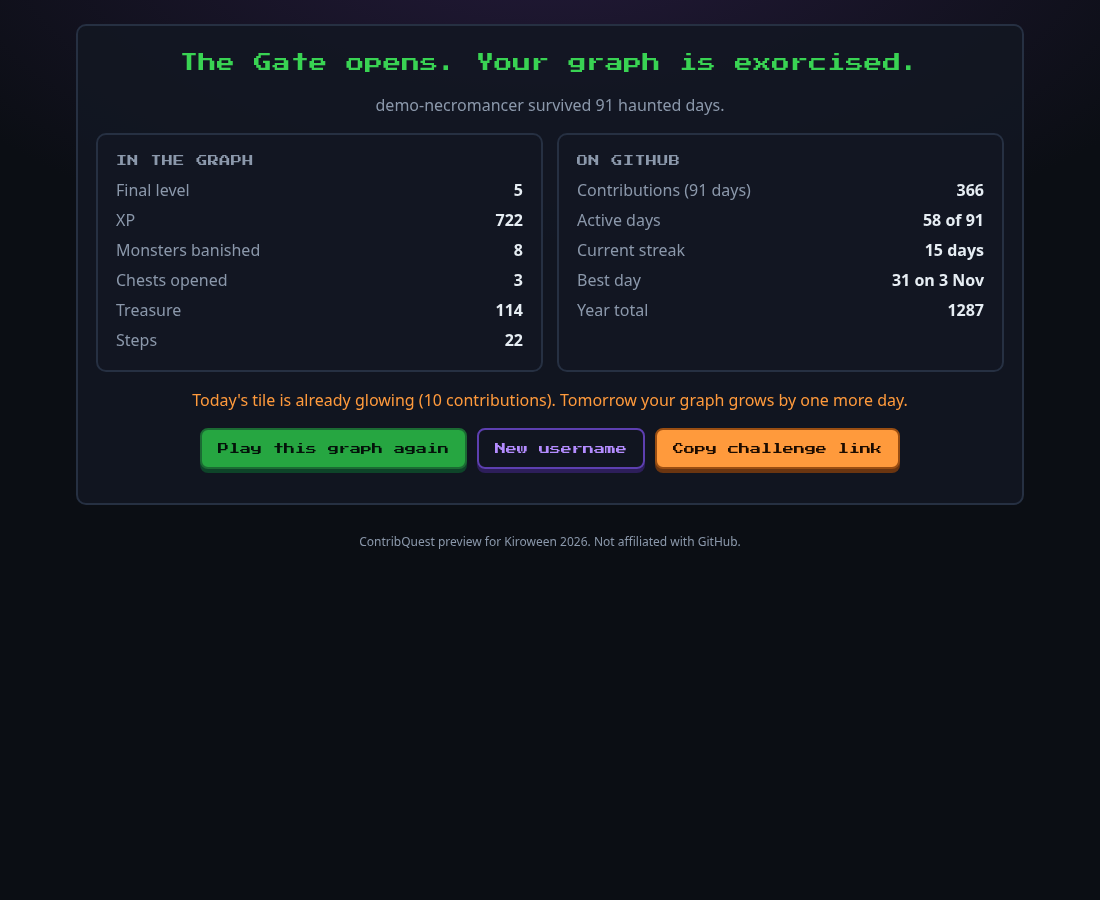 The Gate opens. Your graph is exorcised.
demo-necromancer survived 91 haunted days.
IN THE GRAPH
Final level 5
XP 722
Monsters banished 8
Chests opened 3
Treasure 114
Steps 22
ON GITHUB
Contributions (91 days) 366
Active days 58 of 91
Current streak 15 days
Best day 31 on 3 Nov
Year total 1287
Today's tile is already glowing (10 contributions). Tomorrow your graph grows by one more day.
Play this graph again
New username
Copy challenge link
ContribQuest preview for Kiroween 2026. Not affiliated with GitHub.